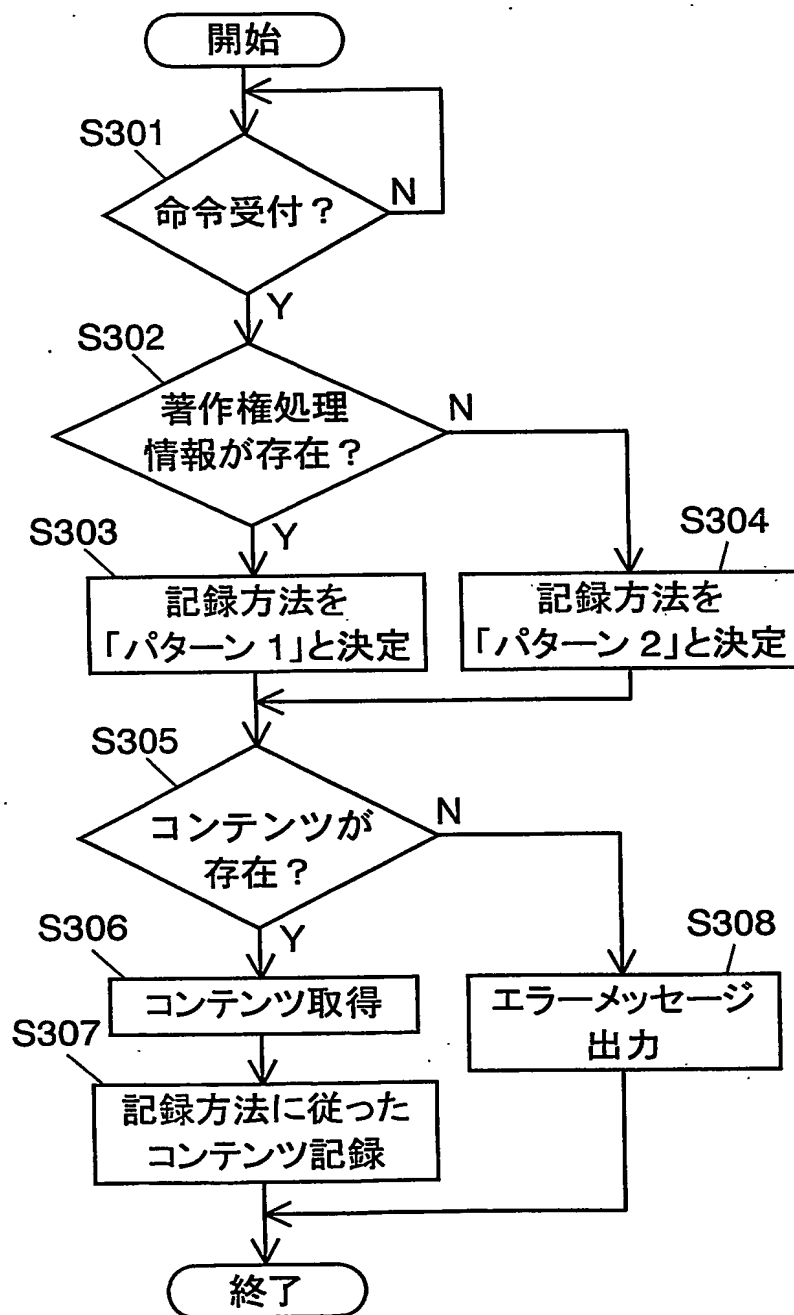 開始
S301
命令受付？
N
Y
S302
著作権処理
情報が存在？
N
Y
S303
記録方法を
「パターン 1」と決定
S304
記録方法を
「パターン 2」と決定
S305
コンテンツが
存在？
N
Y
S306
コンテンツ取得
S308
エラーメッセージ
出力
S307
記録方法に従った
コンテンツ記録
終了